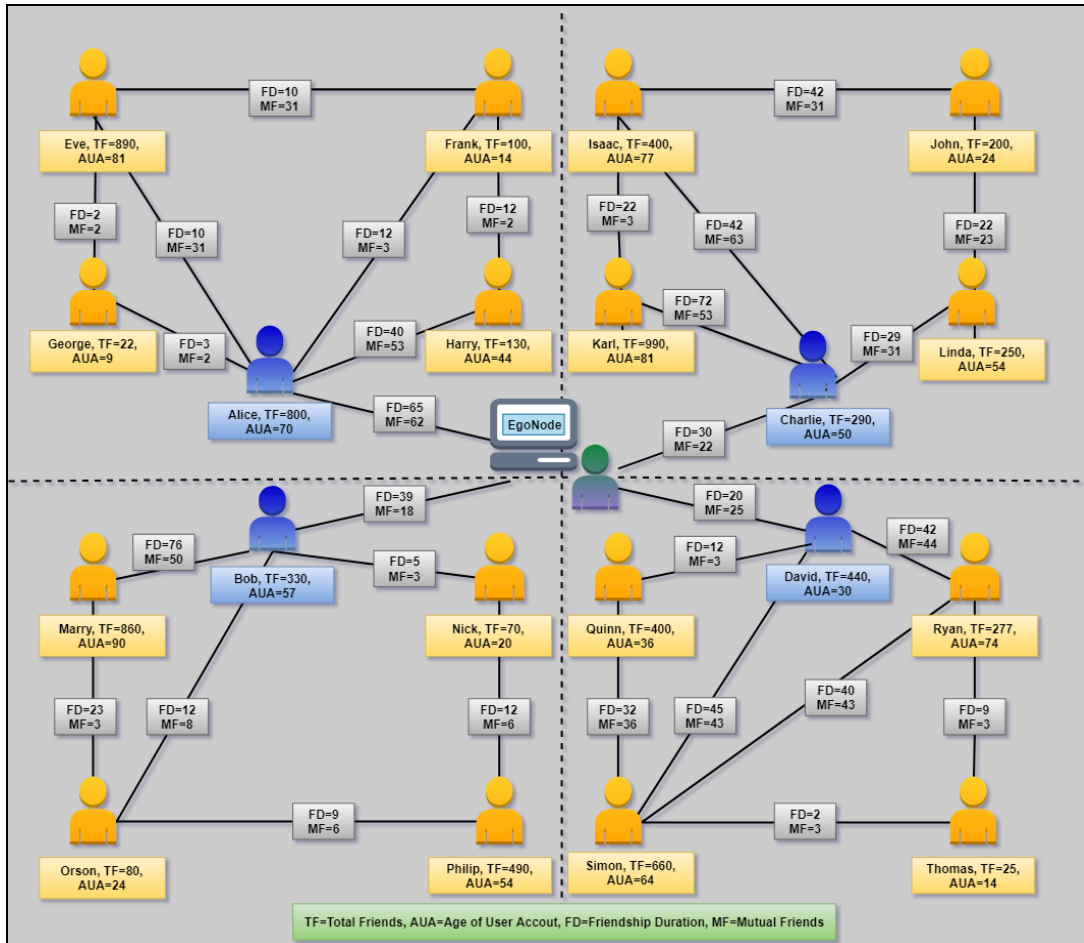 FD=10
MF=31
Eve, TF=890,
AUA=81
Frank, TF=100,
AUA=14
FD=2
MF=2
FD=10
MF=31
FD=12
MF=3
FD=12
MF=2
George, TF=22,
AUA=9
FD=3
MF=2
FD=40
MF=53
Harry, TF=130,
AUA=44
Alice, TF=800,
AUA=70
FD=65
MF=62
EgoNode
FD=42
MF=31
Isaac, TF=400,
AUA=77
John, TF=200,
AUA=24
FD=22
MF=3
FD=42
MF=63
FD=22
MF=23
FD=72
MF=53
Karl, TF=990,
AUA=81
FD=29
MF=31
Linda, TF=250,
AUA=54
Charlie, TF=290,
AUA=50
FD=30
MF=22
FD=39
MF=18
FD=76
MF=50
FD=5
MF=3
Bob, TF=330,
AUA=57
Marry, TF=860,
AUA=90
Nick, TF=70,
AUA=20
FD=23
MF=3
FD=12
MF=8
FD=12
MF=6
FD=9
MF=6
Orson, TF=80,
AUA=24
Philip, TF=490,
AUA=54
FD=20
MF=25
FD=12
MF=3
FD=42
MF=44
David, TF=440,
AUA=30
Quinn, TF=400,
AUA=36
Ryan, TF=277,
AUA=74
FD=32
MF=36
FD=45
MF=43
FD=40
MF=43
FD=9
MF=3
FD=2
MF=3
Simon, TF=660,
AUA=64
Thomas, TF=25,
AUA=14
TF=Total Friends, AUA=Age of User Accout, FD=Friendship Duration, MF=Mutual Friends